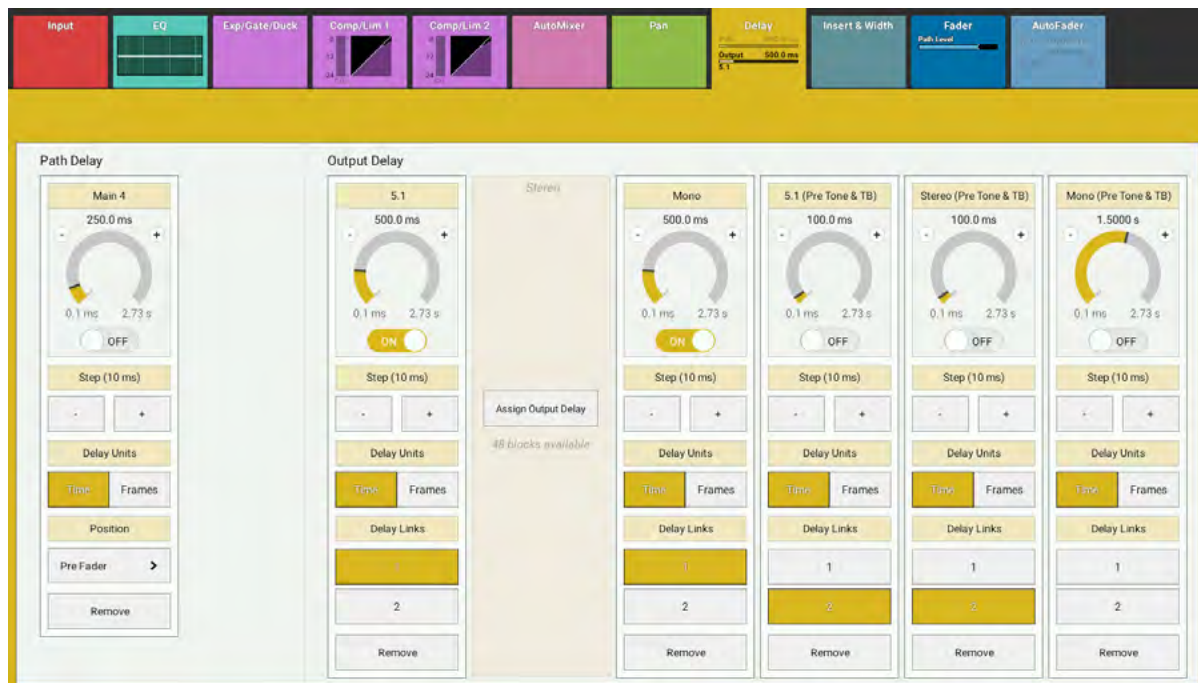 Input
EQ
Exp/Gate/Duck
Comp/Lim 1
Comp/Lim 2
AutoMixer
Pan
Delay
Insert & Width
Fader
AutoFader
0
12
24
0
12
24
Output 500.0 ms
5.1
Path Level
Path Delay
Output Delay
Main 4
250.0 ms
- +
0.1 ms 2.73 s
OFF
Step (10 ms)
- +
Delay Units
Time Frames
Position
Pre Fader >
Remove
5.1
500.0 ms
- +
0.1 ms 2.73 s
ON
Step (10 ms)
- +
Delay Units
Time Frames
Delay Links
1
2
Remove
Stereo
Assign Output Delay
48 blocks available
Mono
500.0 ms
- +
0.1 ms 2.73 s
ON
Step (10 ms)
- +
Delay Units
Time Frames
Delay Links
1
2
Remove
5.1 (Pre Tone & TB)
100.0 ms
- +
0.1 ms 2.73 s
OFF
Step (10 ms)
- +
Delay Units
Time Frames
Delay Links
1
2
Remove
Stereo (Pre Tone & TB)
100.0 ms
- +
0.1 ms 2.73 s
OFF
Step (10 ms)
- +
Delay Units
Time Frames
Delay Links
1
2
Remove
Mono (Pre Tone & TB)
1.5000 s
- +
0.1 ms 2.73 s
OFF
Step (10 ms)
- +
Delay Units
Time Frames
Delay Links
1
2
Remove